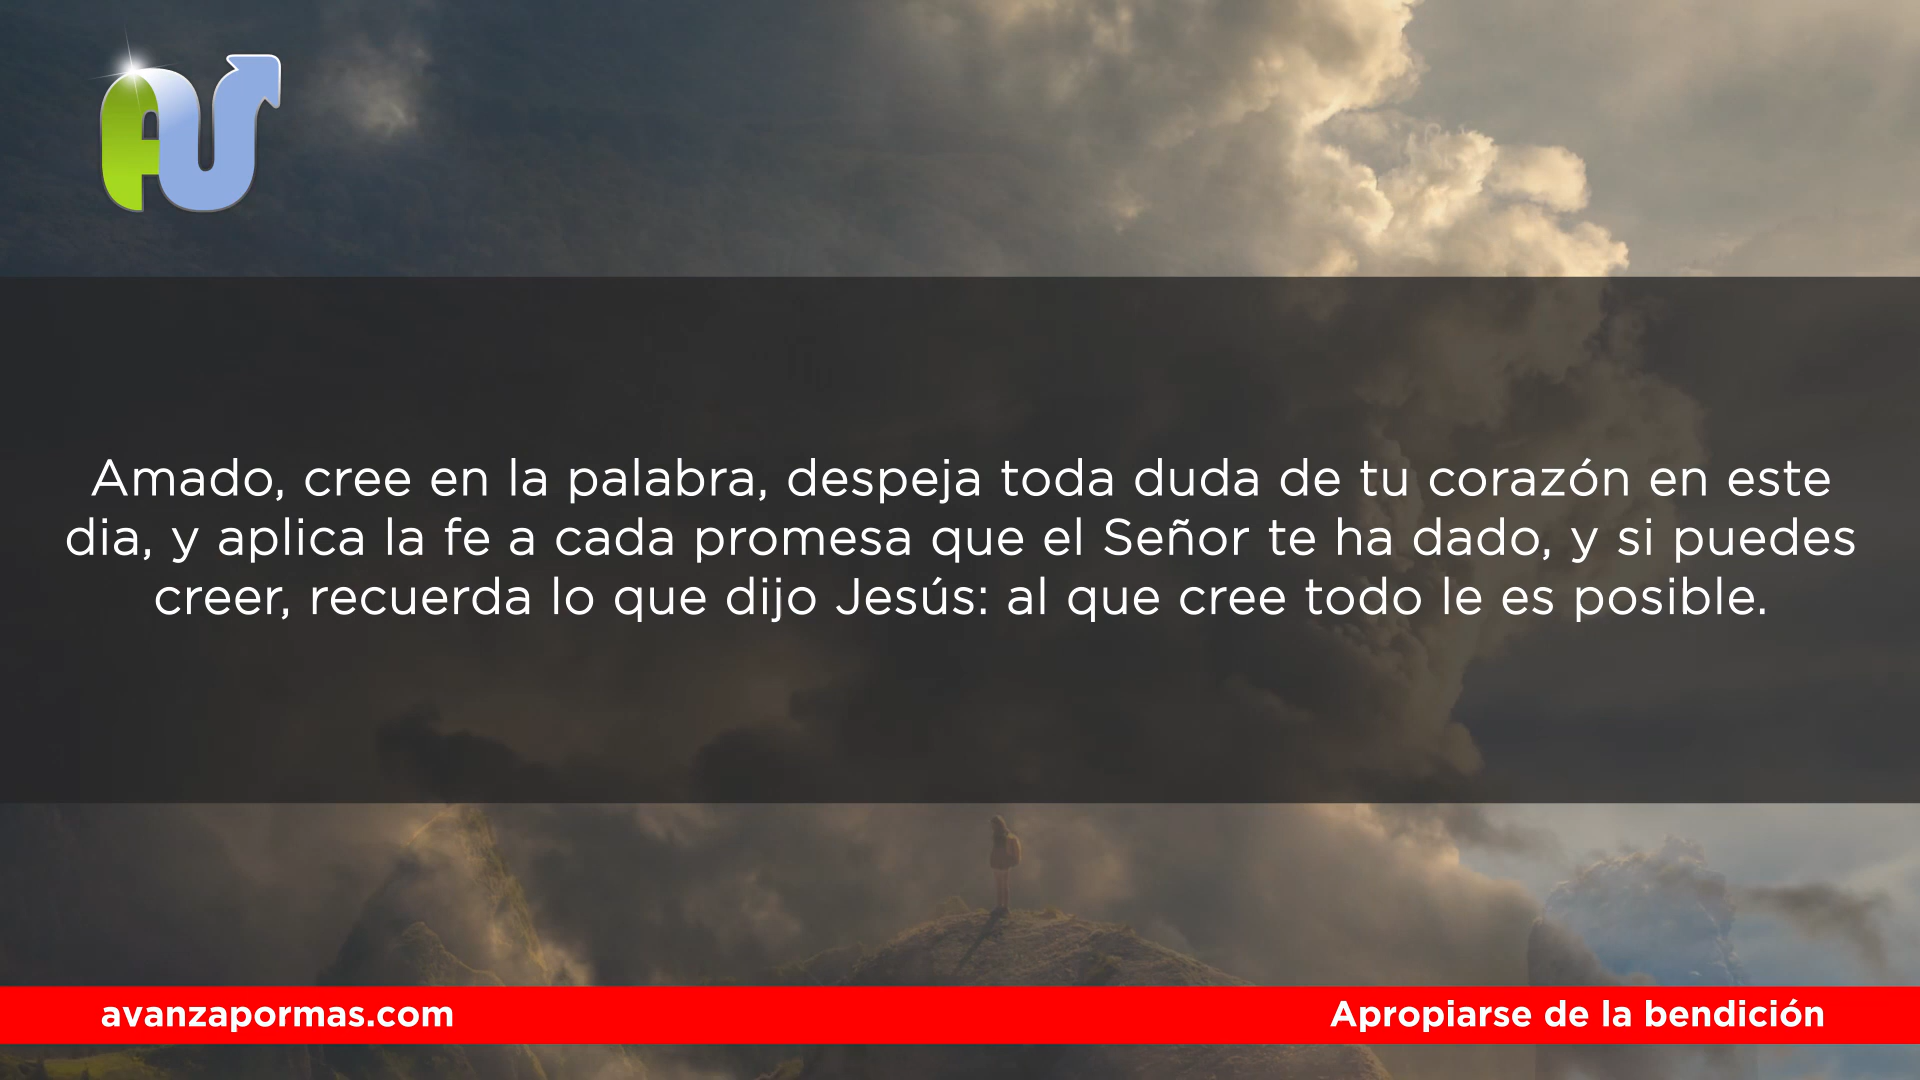 Amado, cree en la palabra, despeja toda duda de tu corazón en este
dia, y aplica la fe a cada promesa que el Señor te ha dado, y si puedes
creer, recuerda lo que dijo Jesús: al que cree todo le es posible.
avanzapormas.com
Apropiarse de la bendición